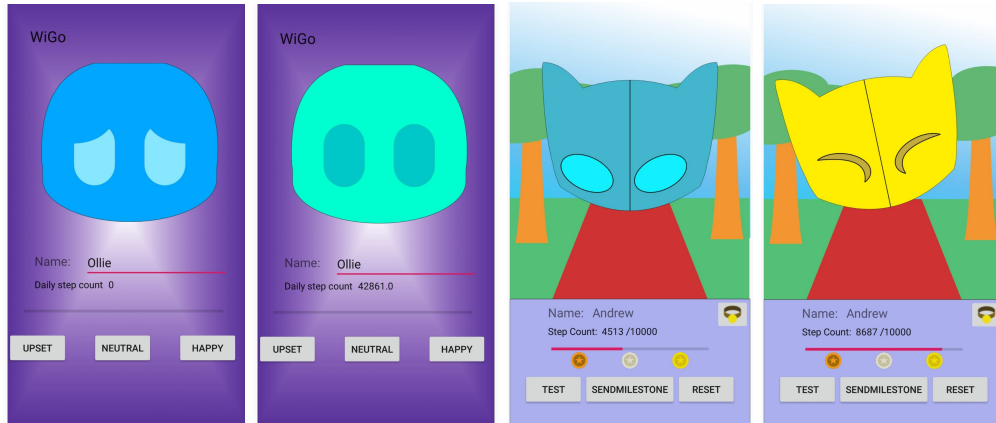 WiGo
Name: Ollie
Daily step count 0
UPSET NEUTRAL HAPPY
WiGo
Name: Ollie
Daily step count 42861.0
UPSET NEUTRAL HAPPY
Name: Andrew
Step Count: 4513 /10000
TEST SENDMILESTONE RESET
Name: Andrew
Step Count: 8687 /10000
TEST SENDMILESTONE RESET